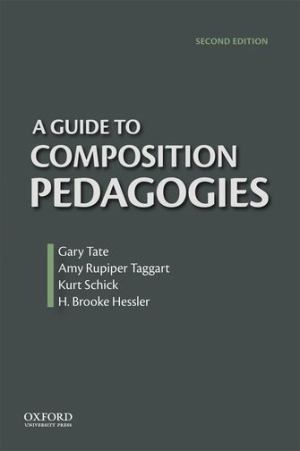 SECOND EDITION
A GUIDE TO
COMPOSITION
PEDAGOGIES
Gary Tate
Amy Rupiper Taggart
Kurt Schick
H. Brooke Hessler
OXFORD
UNIVERSITY PRESS